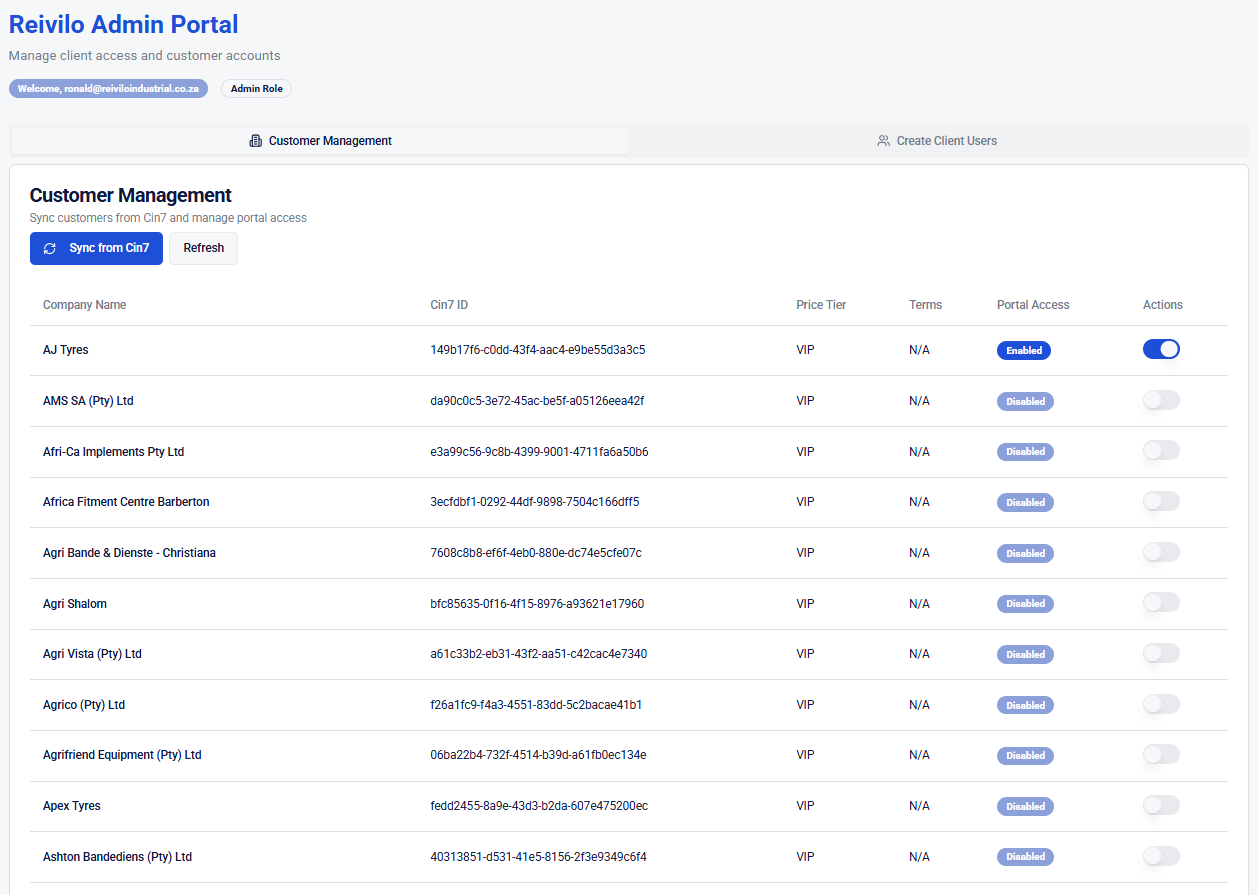 Reivilo Admin Portal
Manage client access and customer accounts
Welcome, ronald@reiviloindustrial.co.za Admin Role
Customer Management Create Client Users
Customer Management
Sync customers from Cin7 and manage portal access
Sync from Cin7 Refresh
Company Name Cin7 ID Price Tier Terms Portal Access Actions
AJ Tyres 149b17f6-c0dd-43f4-aac4-e9be55d3a3c5 VIP N/A Enabled
AMS SA (Pty) Ltd da90c0c5-3e72-45ac-be5f-a05126eea42f VIP N/A Disabled
Afri-Ca Implements Pty Ltd e3a99c56-9c8b-4399-9001-4711fa6a50b6 VIP N/A Disabled
Africa Fitment Centre Barberton 3ecfdbf1-0292-44df-9898-7504c166dff5 VIP N/A Disabled
Agri Bande & Dienste - Christiana 7608c8b8-ef6f-4eb0-880e-dc74e5cfe07c VIP N/A Disabled
Agri Shalom bfc85635-0f16-4f15-8976-a93621e17960 VIP N/A Disabled
Agri Vista (Pty) Ltd a61c33b2-eb31-43f2-aa51-c42cac4e7340 VIP N/A Disabled
Agrico (Pty) Ltd f26a1fc9-f4a3-4551-83dd-5c2bacae41b1 VIP N/A Disabled
Agrifriend Equipment (Pty) Ltd 06ba22b4-732f-4514-b39d-a61fb0ec134e VIP N/A Disabled
Apex Tyres fedd2455-8a9e-43d3-b2da-607e475200ec VIP N/A Disabled
Ashton Bandediens (Pty) Ltd 40313851-d531-41e5-8156-2f3e9349c6f4 VIP N/A Disabled